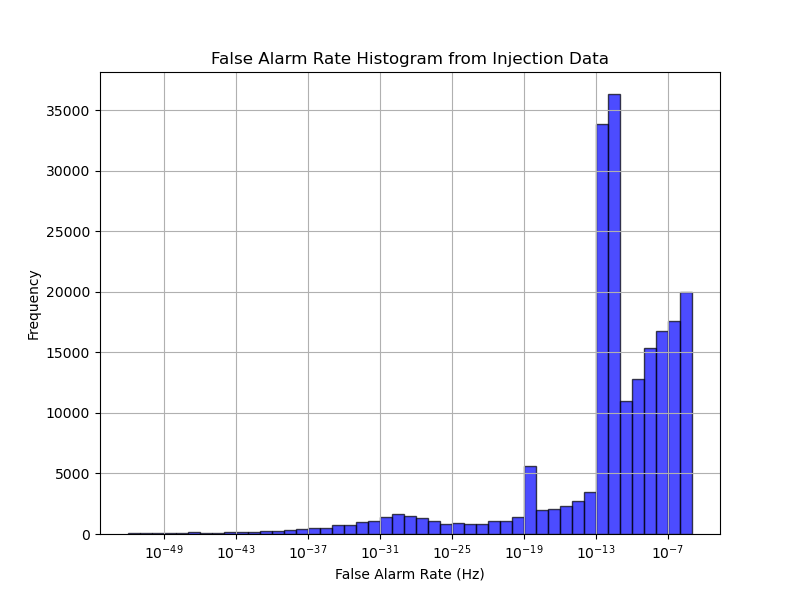 False Alarm Rate Histogram from Injection Data
35000
30000
25000
20000
15000
10000
5000
0
Frequency
10⁻⁴⁹ 10⁻⁴³ 10⁻³⁷ 10⁻³¹ 10⁻²⁵ 10⁻¹⁹ 10⁻¹³ 10⁻⁷
False Alarm Rate (Hz)